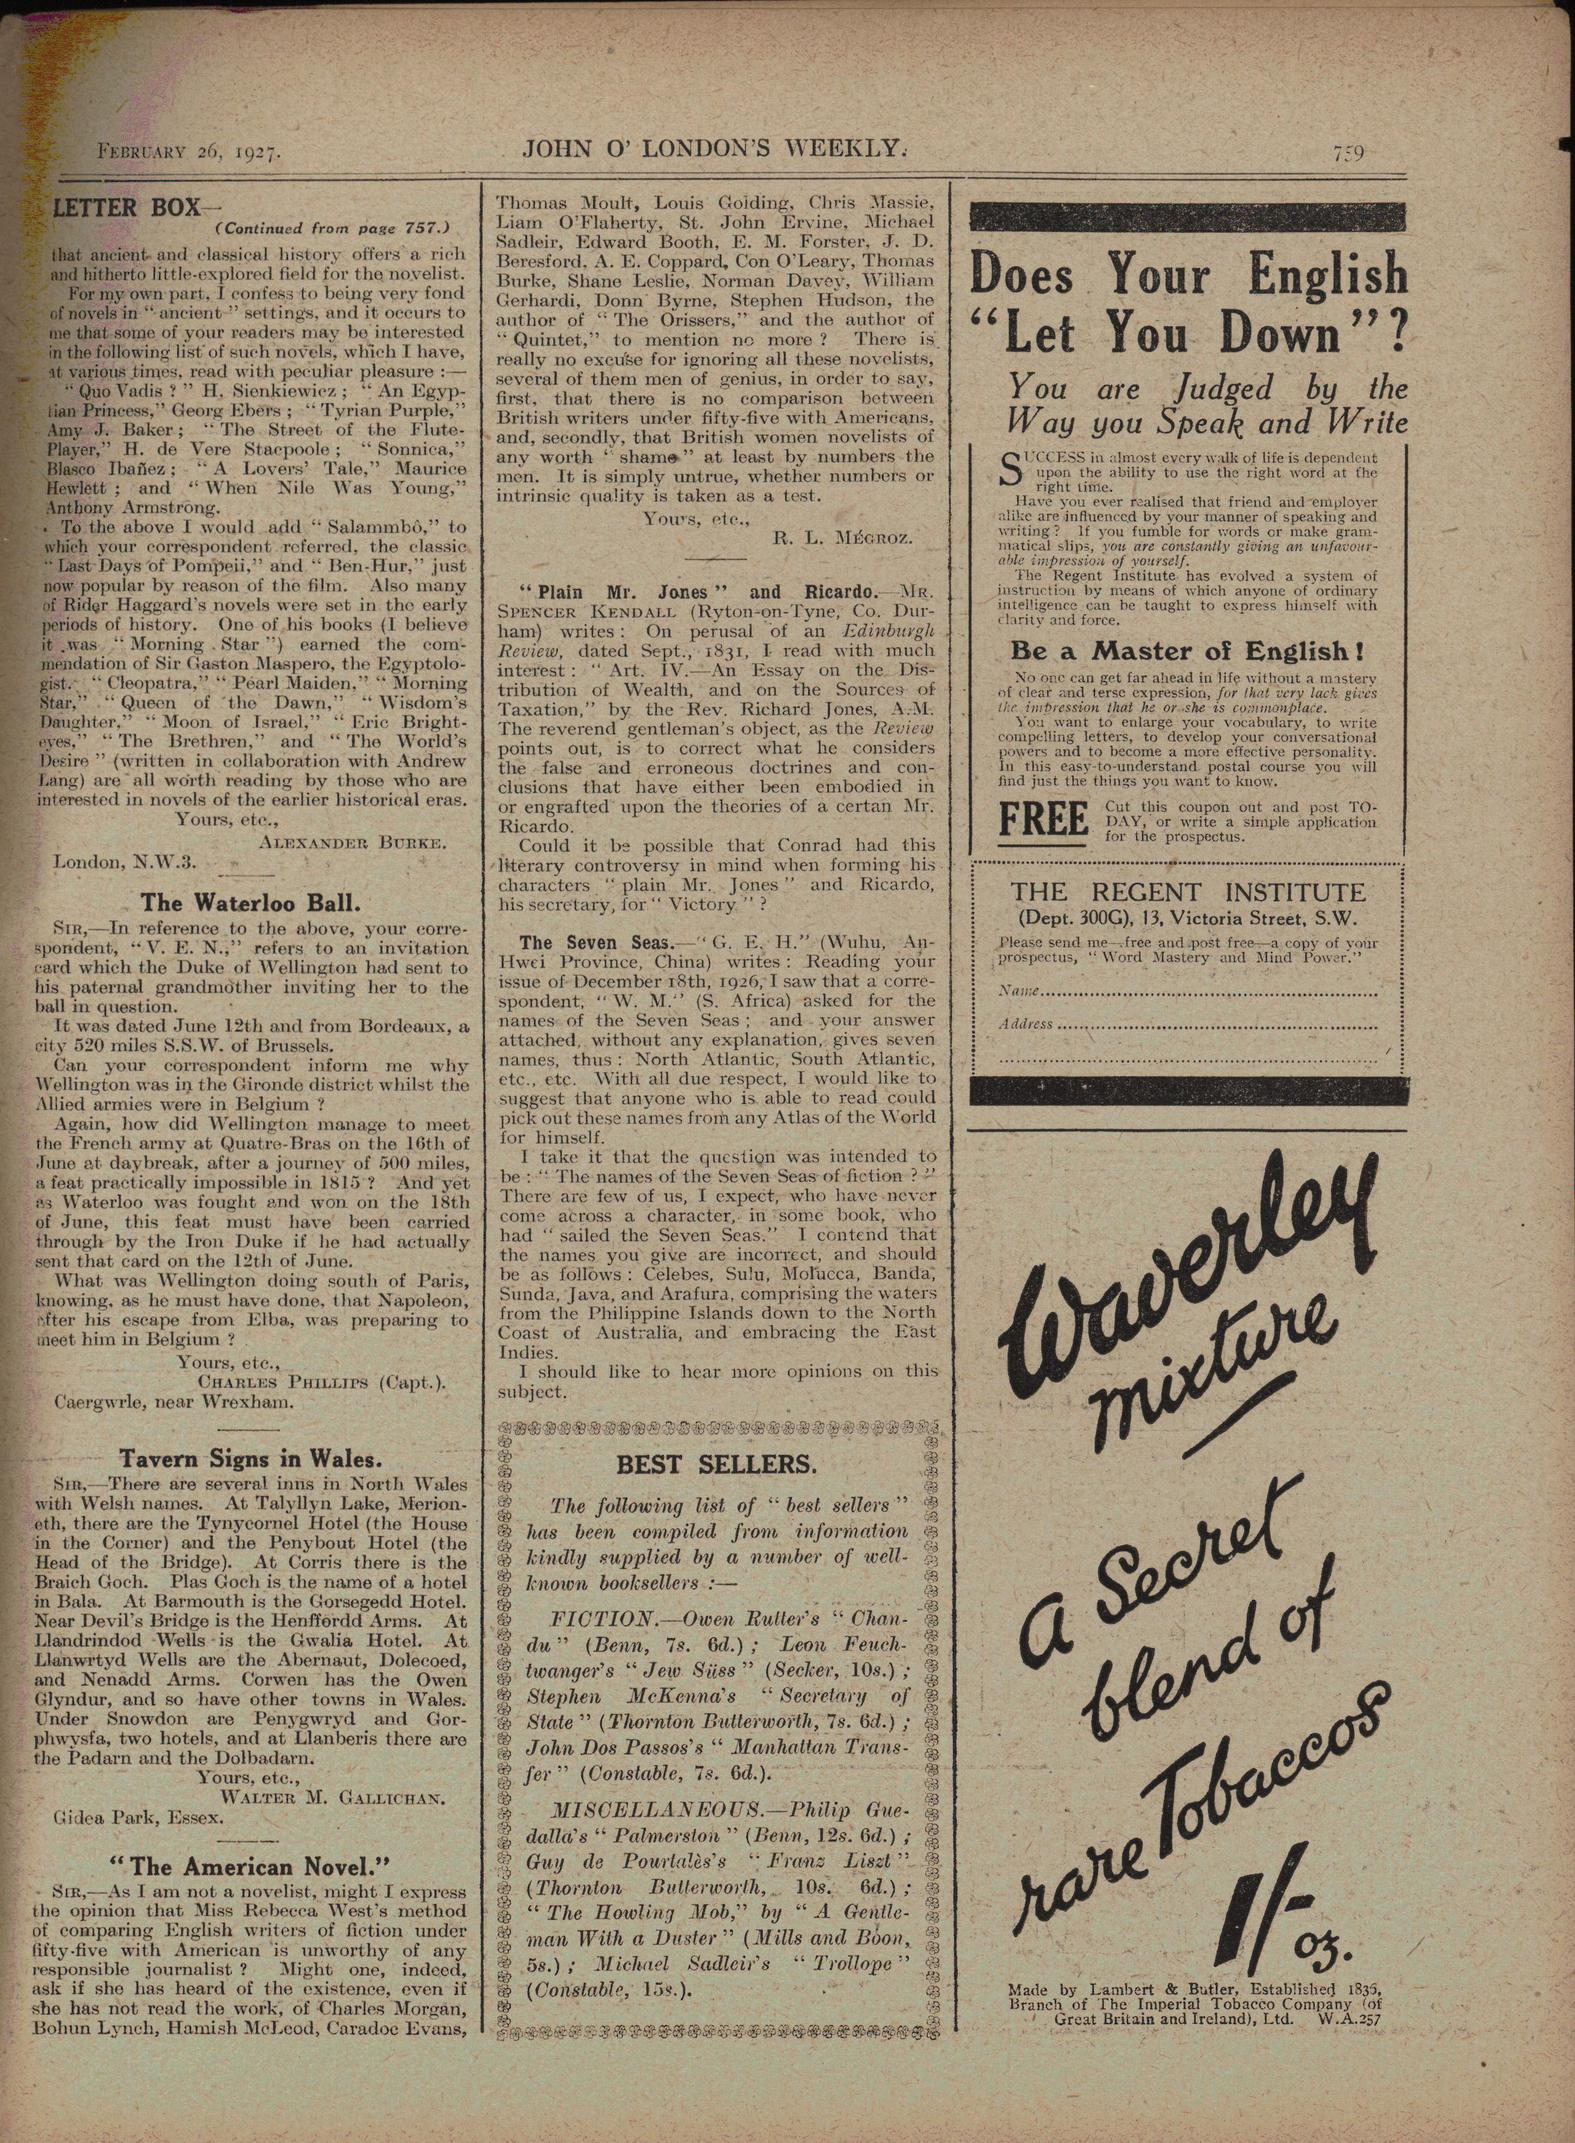 FEBRUARY 26, 1927.
JOHN O' LONDON'S WEEKLY.
759
LETTER BOX—
(Continued from page 757.)
that ancient and classical history offers a rich
and hitherto little-explored field for the novelist.
For my own part, I confess to being very fond
of novels in " ancient " settings, and it occurs to
me that some of your readers may be interested
in the following list of such novels, which I have,
at various times, read with peculiar pleasure :—
" Quo Vadis ? " H. Sienkiewicz ; " An Egyp-
tian Princess," Georg Ebers ; " Tyrian Purple,"
Amy J. Baker ; " The Street of the Flute-
Player," H. de Vere Stacpoole ; " Sonnica,"
Blasco Ibañez ; " A Lovers' Tale," Maurice
Hewlett ; and " When Nile Was Young,"
Anthony Armstrong.
To the above I would add " Salammbô," to
which your correspondent referred, the classic
" Last Days of Pompeii," and " Ben-Hur," just
now popular by reason of the film. Also many
of Rider Haggard's novels were set in the early
periods of history. One of his books (I believe
it was " Morning Star ") earned the com-
mendation of Sir Gaston Maspero, the Egyptolo-
gist. " Cleopatra," " Pearl Maiden," " Morning
Star," " Queen of the Dawn," " Wisdom's
Daughter," " Moon of Israel," " Eric Bright-
eyes," " The Brethren," and " The World's
Desire " (written in collaboration with Andrew
Lang) are all worth reading by those who are
interested in novels of the earlier historical eras.
Yours, etc.,
ALEXANDER BURKE.
London, N.W.3.
The Waterloo Ball.
SIR,—In reference to the above, your corre-
spondent, " V. E. N.," refers to an invitation
card which the Duke of Wellington had sent to
his paternal grandmother inviting her to the
ball in question.
It was dated June 12th and from Bordeaux, a
city 520 miles S.S.W. of Brussels.
Can your correspondent inform me why
Wellington was in the Gironde district whilst the
Allied armies were in Belgium ?
Again, how did Wellington manage to meet
the French army at Quatre-Bras on the 16th of
June at daybreak, after a journey of 500 miles,
a feat practically impossible in 1815 ? And yet
as Waterloo was fought and won on the 18th
of June, this feat must have been carried
through by the Iron Duke if he had actually
sent that card on the 12th of June.
What was Wellington doing south of Paris,
knowing, as he must have done, that Napoleon,
after his escape from Elba, was preparing to
meet him in Belgium ?
Yours, etc.,
CHARLES PHILLIPS (Capt.).
Caergwrle, near Wrexham.
Tavern Signs in Wales.
SIR,—There are several inns in North Wales
with Welsh names. At Talyllyn Lake, Merion-
eth, there are the Tynycornel Hotel (the House
in the Corner) and the Penybout Hotel (the
Head of the Bridge). At Corris there is the
Braich Goch. Plas Goch is the name of a hotel
in Bala. At Barmouth is the Gorsegedd Hotel.
Near Devil's Bridge is the Henffordd Arms. At
Llandrindod Wells is the Gwalia Hotel. At
Llanwrtyd Wells are the Abernaut, Dolecoed,
and Nenadd Arms. Corwen has the Owen
Glyndur, and so have other towns in Wales.
Under Snowdon are Penygwryd and Gor-
phwysfa, two hotels, and at Llanberis there are
the Padarn and the Dolbadarn.
Yours, etc.,
WALTER M. GALLICHAN.
Gidea Park, Essex.
" The American Novel."
SIR,—As I am not a novelist, might I express
the opinion that Miss Rebecca West's method
of comparing English writers of fiction under
fifty-five with American is unworthy of any
responsible journalist ? Might one, indeed,
ask if she has heard of the existence, even if
she has not read the work, of Charles Morgan,
Bohun Lynch, Hamish McLeod, Caradoc Evans,
Thomas Moult, Louis Golding, Chris Massie,
Liam O'Flaherty, St. John Ervine, Michael
Sadleir, Edward Booth, E. M. Forster, J. D.
Beresford, A. E. Coppard, Con O'Leary, Thomas
Burke, Shane Leslie, Norman Davey, William
Gerhardi, Donn Byrne, Stephen Hudson, the
author of " The Orissers," and the author of
" Quintet," to mention no more ? There is
really no excuse for ignoring all these novelists,
several of them men of genius, in order to say,
first, that there is no comparison between
British writers under fifty-five with Americans,
and, secondly, that British women novelists of
any worth " shame " at least by numbers the
men. It is simply untrue, whether numbers or
intrinsic quality is taken as a test.
Yours, etc.,
R. L. MÉGROZ.
" Plain Mr. Jones " and Ricardo.—MR.
SPENCER KENDALL (Ryton-on-Tyne, Co. Dur-
ham) writes : On perusal of an Edinburgh
Review, dated Sept., 1831, I read with much
interest : " Art. IV.—An Essay on the Dis-
tribution of Wealth, and on the Sources of
Taxation," by the Rev. Richard Jones, A.M.
The reverend gentleman's object, as the Review
points out, is to correct what he considers
the false and erroneous doctrines and con-
clusions that have either been embodied in
or engrafted upon the theories of a certan Mr.
Ricardo.
Could it be possible that Conrad had this
literary controversy in mind when forming his
characters " plain Mr. Jones " and Ricardo,
his secretary, for " Victory " ?
The Seven Seas.—" G. E. H." (Wuhu, An-
Hwei Province, China) writes : Reading your
issue of December 18th, 1926, I saw that a corre-
spondent, " W. M." (S. Africa) asked for the
names of the Seven Seas ; and your answer
attached, without any explanation, gives seven
names, thus : North Atlantic, South Atlantic,
etc., etc. With all due respect, I would like to
suggest that anyone who is able to read could
pick out these names from any Atlas of the World
for himself.
I take it that the question was intended to
be : " The names of the Seven Seas of fiction ? "
There are few of us, I expect, who have never
come across a character, in some book, who
had " sailed the Seven Seas." I contend that
the names you give are incorrect, and should
be as follows : Celebes, Sulu, Molucca, Banda,
Sunda, Java, and Arafura, comprising the waters
from the Philippine Islands down to the North
Coast of Australia, and embracing the East
Indies.
I should like to hear more opinions on this
subject.
BEST SELLERS.
The following list of " best sellers "
has been compiled from information
kindly supplied by a number of well-
known booksellers :—
FICTION.—Owen Rutter's " Chan-
du " (Benn, 7s. 6d.) ; Leon Feuch-
twanger's " Jew Süss " (Secker, 10s.) ;
Stephen McKenna's " Secretary of
State " (Thornton Butterworth, 7s. 6d.) ;
John Dos Passos's " Manhattan Trans-
fer " (Constable, 7s. 6d.).
MISCELLANEOUS.—Philip Gue-
dalla's " Palmerston " (Benn, 12s. 6d.) ;
Guy de Pourtalès's " Franz Liszt "
(Thornton Butterworth, 10s. 6d.) ;
" The Howling Mob," by " A Gentle-
man With a Duster " (Mills and Boon,
5s.) ; Michael Sadleir's " Trollope "
(Constable, 15s.).
Does Your English
"Let You Down"?
You are Judged by the
Way you Speak and Write
SUCCESS in almost every walk of life is dependent
upon the ability to use the right word at the
right time.
Have you ever realised that friend and employer
alike are influenced by your manner of speaking and
writing ? If you fumble for words or make gram-
matical slips, you are constantly giving an unfavour-
able impression of yourself.
The Regent Institute has evolved a system of
instruction by means of which anyone of ordinary
intelligence can be taught to express himself with
clarity and force.
Be a Master of English!
No one can get far ahead in life without a mastery
of clear and terse expression, for that very lack gives
the impression that he or she is commonplace.
You want to enlarge your vocabulary, to write
compelling letters, to develop your conversational
powers and to become a more effective personality.
In this easy-to-understand postal course you will
find just the things you want to know.
FREE
Cut this coupon out and post TO-
DAY, or write a simple application
for the prospectus.
THE REGENT INSTITUTE
(Dept. 300G), 13, Victoria Street, S.W.
Please send me—free and post free—a copy of your
prospectus, " Word Mastery and Mind Power."
Name
Address
Waverley
mixture
a Secret
blend of
rare Tobaccos
1/-
oz.
Made by Lambert & Butler, Established 1836,
Branch of The Imperial Tobacco Company (of
Great Britain and Ireland), Ltd. W.A.257